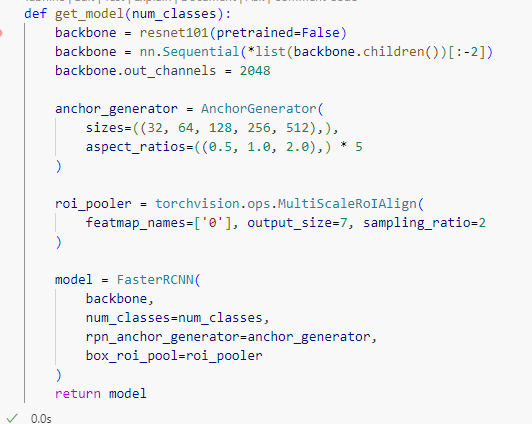 def get_model(num_classes):
    backbone = resnet101(pretrained=False)
    backbone = nn.Sequential(*list(backbone.children())[:-2])
    backbone.out_channels = 2048

    anchor_generator = AnchorGenerator(
        sizes=((32, 64, 128, 256, 512),),
        aspect_ratios=((0.5, 1.0, 2.0),) * 5
    )

    roi_pooler = torchvision.ops.MultiScaleRoIAlign(
        featmap_names=['0'], output_size=7, sampling_ratio=2
    )

    model = FasterRCNN(
        backbone,
        num_classes=num_classes,
        rpn_anchor_generator=anchor_generator,
        box_roi_pool=roi_pooler
    )
    return model
0.0s